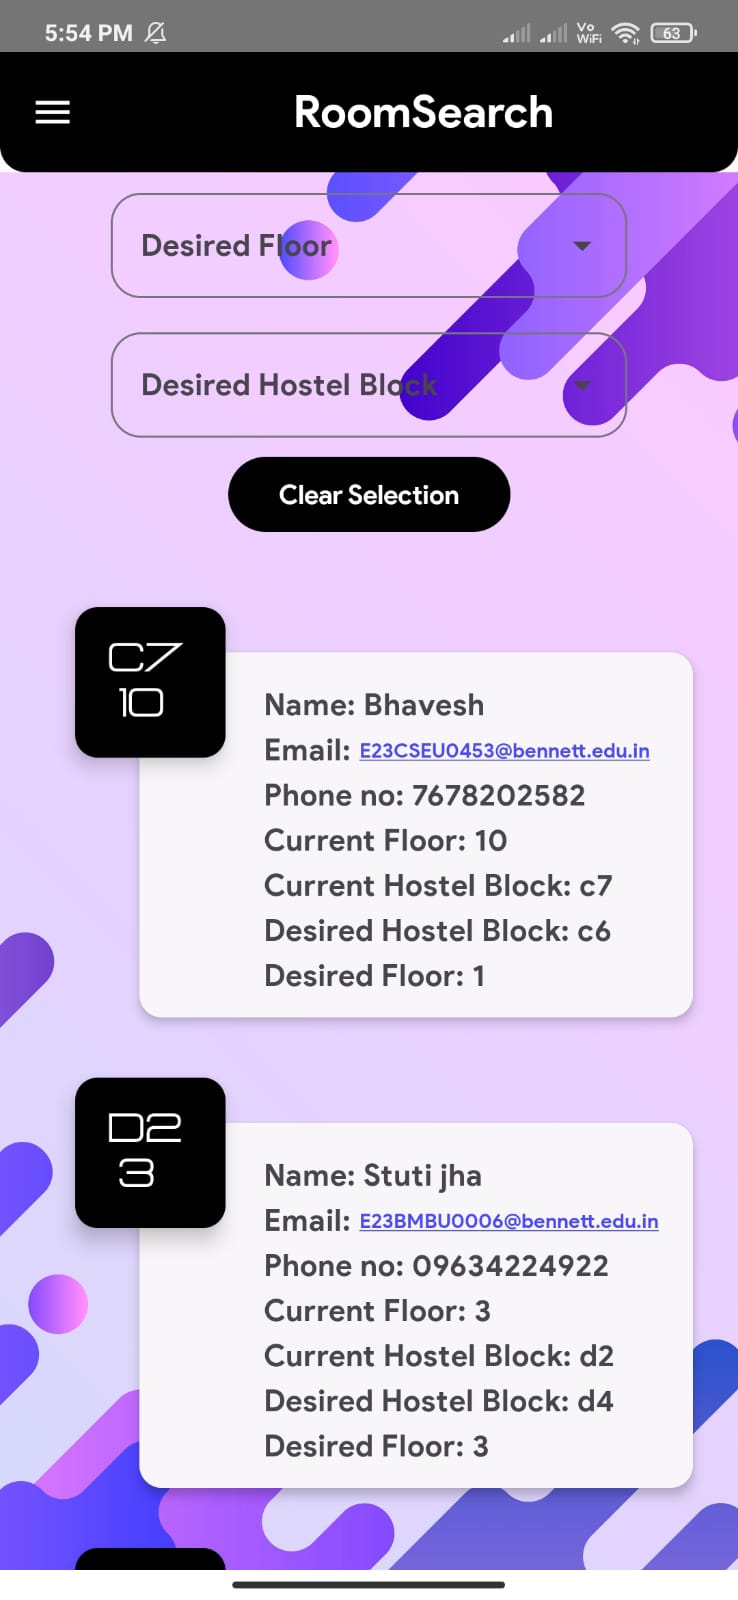 5:54 PM
Vo
WiFi
63
RoomSearch
Desired Floor
Desired Hostel Block
Clear Selection
C7
10
Name: Bhavesh
Email: E23CSEU0453@bennett.edu.in
Phone no: 7678202582
Current Floor: 10
Current Hostel Block: c7
Desired Hostel Block: c6
Desired Floor: 1
D2
3
Name: Stuti jha
Email: E23BMBU0006@bennett.edu.in
Phone no: 09634224922
Current Floor: 3
Current Hostel Block: d2
Desired Hostel Block: d4
Desired Floor: 3